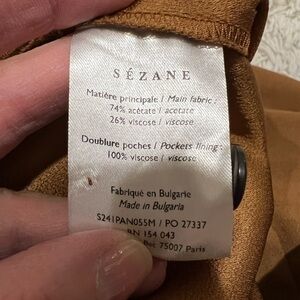 SÉZANE
Matière principale / Main fabric:
74% acétate / acetate
26% viscose / viscose
Doublure poches / Pockets lining:
100% viscose / viscose
Fabriqué en Bulgarie
Made in Bulgaria
S241PAN055M / PO 27337
RN 154 043
75007 Paris